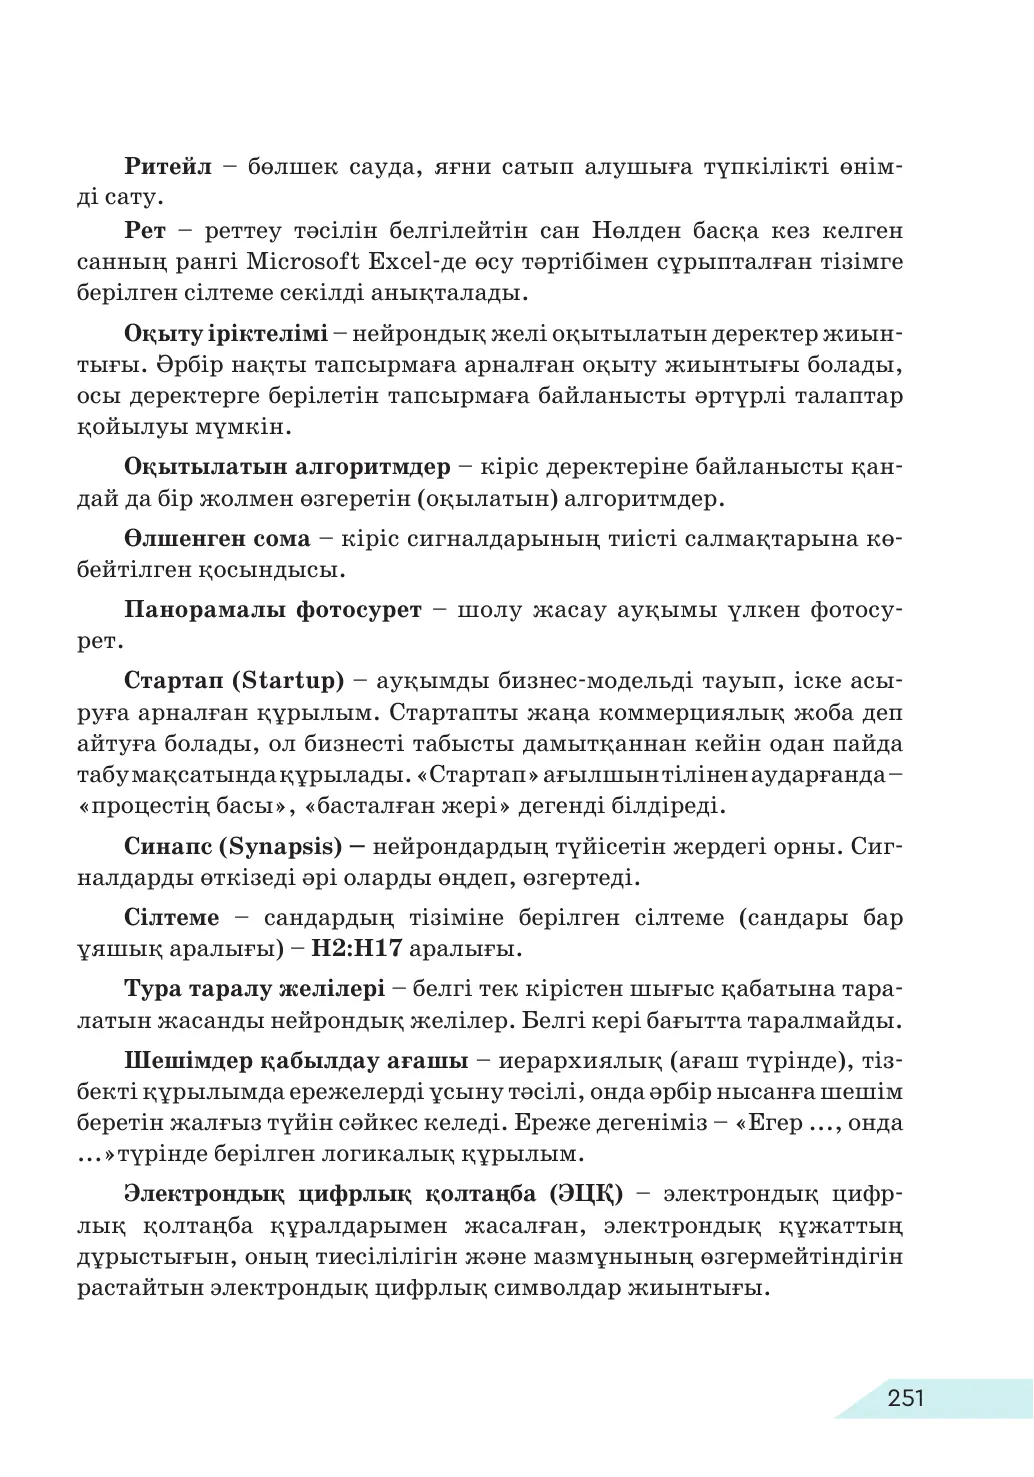 Ритейл – бөлшек сауда, яғни сатып алушыға түпкілікті өнім-
ді сату.
Рет – реттеу тәсілін белгілейтін сан Нөлден басқа кез келген
санның рангі Microsoft Excel-де өсу тәртібімен сұрыпталған тізімге
берілген сілтеме секілді анықталады.
Оқыту іріктелімі – нейрондық желі оқытылатын деректер жиын-
тығы. Әрбір нақты тапсырмаға арналған оқыту жиынтығы болады,
осы деректерге берілетін тапсырмаға байланысты әртүрлі талаптар
қойылуы мүмкін.
Оқытылатын алгоритмдер – кіріс деректеріне байланысты қан-
дай да бір жолмен өзгеретін (оқылатын) алгоритмдер.
Өлшенген сома – кіріс сигналдарының тиісті салмақтарына кө-
бейтілген қосындысы.
Панорамалы фотосурет – шолу жасау ауқымы үлкен фотосу-
рет.
Стартап (Startup) – ауқымды бизнес-модельді тауып, іске асы-
руға арналған құрылым. Стартапты жаңа коммерциялық жоба деп
айтуға болады, ол бизнесті табысты дамытқаннан кейін одан пайда
табу мақсатында құрылады. «Стартап» ағылшын тілінен аударғанда –
«процестің басы», «басталған жері» дегенді білдіреді.
Синапс (Synapsis) – нейрондардың түйісетін жердегі орны. Сиг-
налдарды өткізеді әрі оларды өңдеп, өзгертеді.
Сілтеме – сандардың тізіміне берілген сілтеме (сандары бар
ұяшық аралығы) – H2:H17 аралығы.
Тура таралу желілері – белгі тек кірістен шығыс қабатына тара-
латын жасанды нейрондық желілер. Белгі кері бағытта таралмайды.
Шешімдер қабылдау ағашы – иерархиялық (ағаш түрінде), тіз-
бекті құрылымда ережелерді ұсыну тәсілі, онда әрбір нысанға шешім
беретін жалғыз түйін сәйкес келеді. Ереже дегеніміз – «Егер ..., онда
...»түрінде берілген логикалық құрылым.
Электрондық цифрлық қолтаңба (ЭЦҚ) – электрондық цифр-
лық қолтаңба құралдарымен жасалған, электрондық құжаттың
дұрыстығын, оның тиесілілігін және мазмұнының өзгермейтіндігін
растайтын электрондық цифрлық символдар жиынтығы.
251